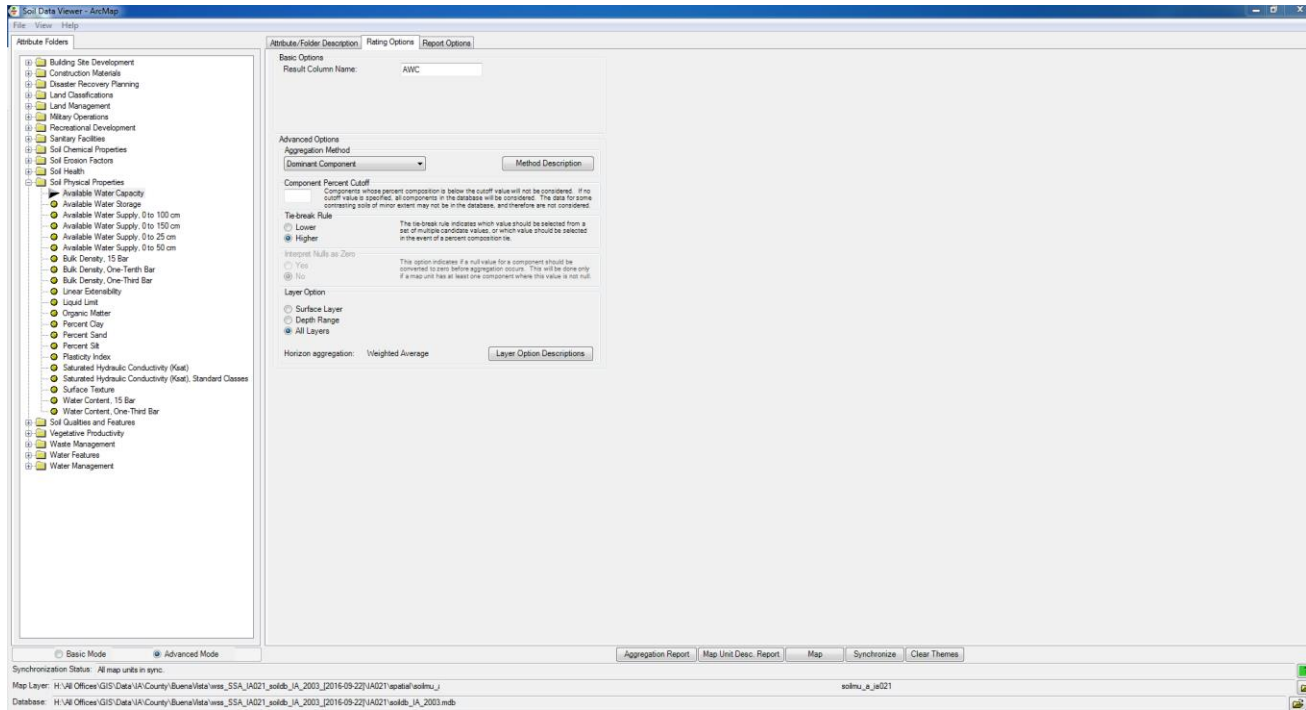 Soil Data Viewer - ArcMap
File View Help
Attribute Folders
Building Site Development
Construction Materials
Disaster Recovery Planning
Land Classifications
Land Management
Military Operations
Recreational Development
Sanitary Facilities
Soil Chemical Properties
Soil Erosion Factors
Soil Health
Soil Physical Properties
Available Water Capacity
Available Water Storage
Available Water Supply, 0 to 100 cm
Available Water Supply, 0 to 150 cm
Available Water Supply, 0 to 25 cm
Available Water Supply, 0 to 50 cm
Bulk Density, 15 Bar
Bulk Density, One-Tenth Bar
Bulk Density, One-Third Bar
Linear Extensibility
Liquid Limit
Organic Matter
Percent Clay
Percent Sand
Percent Silt
Plasticity Index
Saturated Hydraulic Conductivity (Ksat)
Saturated Hydraulic Conductivity (Ksat), Standard Classes
Surface Texture
Water Content, 15 Bar
Water Content, One-Third Bar
Soil Qualities and Features
Vegetative Productivity
Waste Management
Water Features
Water Management
Basic Mode Advanced Mode
Attribute/Folder Description Rating Options Report Options
Basic Options
Result Column Name: AWC
Advanced Options
Aggregation Method
Dominant Component Method Description
Component Percent Cutoff
Components whose percent composition is below the cutoff value will not be considered. If no
cutoff value is specified, all components in the database will be considered. The data for some
contrasting soils of minor extent may not be in the database, and therefore are not considered.
Tie-break Rule
Lower
Higher
The tie-break rule indicates which value should be selected from a
set of multiple candidate values, or which value should be selected
in the event of a percent composition tie.
Interpret Nulls as Zero
Yes
No
This option indicates if a null value for a component should be
converted to zero before aggregation occurs. This will be done only
if a map unit has at least one component where this value is not null.
Layer Option
Surface Layer
Depth Range
All Layers
Horizon aggregation: Weighted Average Layer Option Descriptions
Aggregation Report Map Unit Desc. Report Map Synchronize Clear Themes
Synchronization Status: All map units in sync.
Map Layer: H:\All Offices\GIS\Data\IA\County\BuenaVista\wss_SSA_IA021_soildb_IA_2003_[2016-09-22]\IA021\spatial\soilmu_i soilmu_a_ia021
Database: H:\All Offices\GIS\Data\IA\County\BuenaVista\wss_SSA_IA021_soildb_IA_2003_[2016-09-22]\IA021\soildb_IA_2003.mdb